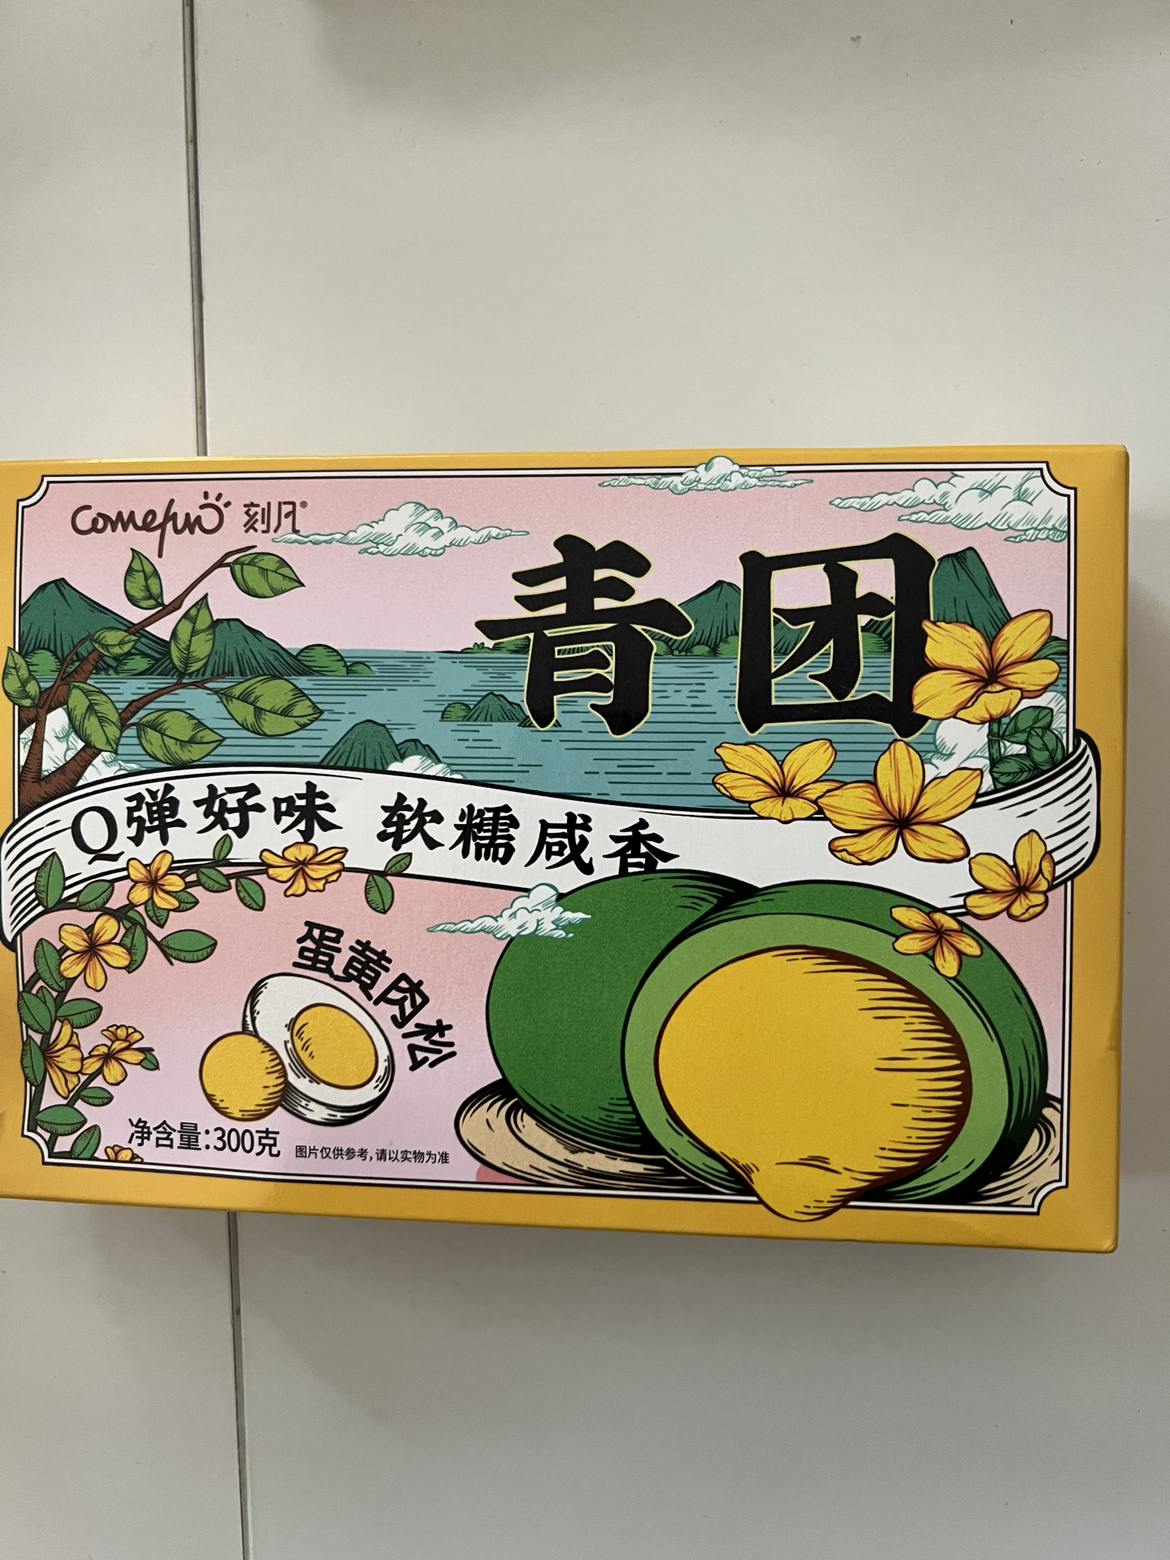 comefun 刻凡®
青团
Q弹好味 软糯咸香
蛋黄肉松
净含量:300克
图片仅供参考,请以实物为准